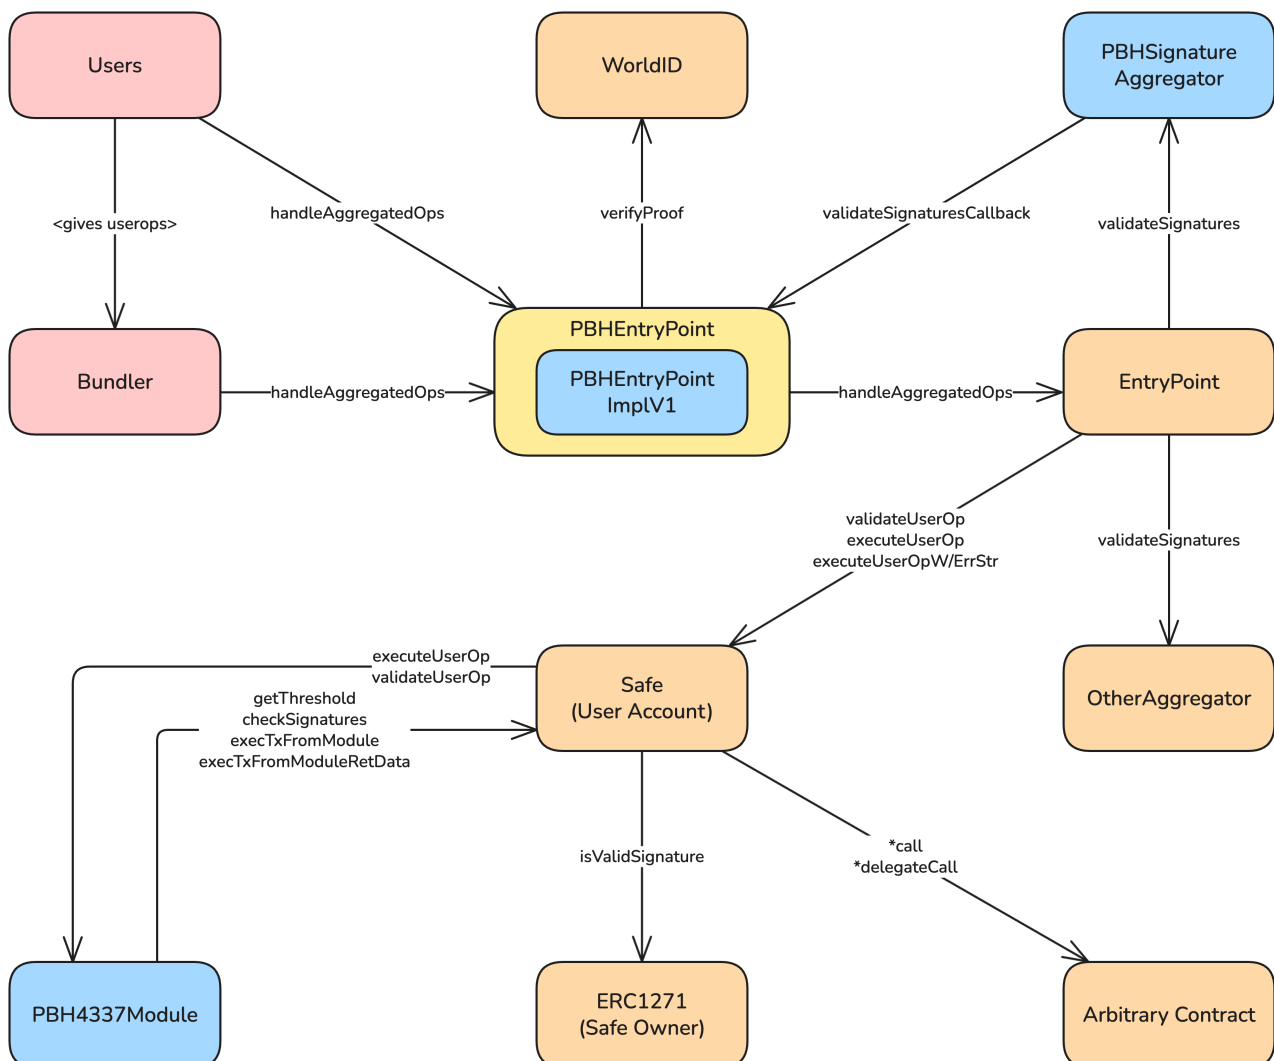 Users
WorldID
PBHSignature
Aggregator
handleAggregatedOps
verifyProof
validateSignaturesCallback
<gives userops>
validateSignatures
PBHEntryPoint
PBHEntryPoint
ImplV1
Bundler
handleAggregatedOps
handleAggregatedOps
EntryPoint
validateUserOp
executeUserOp
executeUserOpW/ErrStr
validateSignatures
executeUserOp
validateUserOp
getThreshold
checkSignatures
execTxFromModule
execTxFromModuleRetData
Safe
(User Account)
OtherAggregator
isValidSignature
*call
*delegateCall
PBH4337Module
ERC1271
(Safe Owner)
Arbitrary Contract